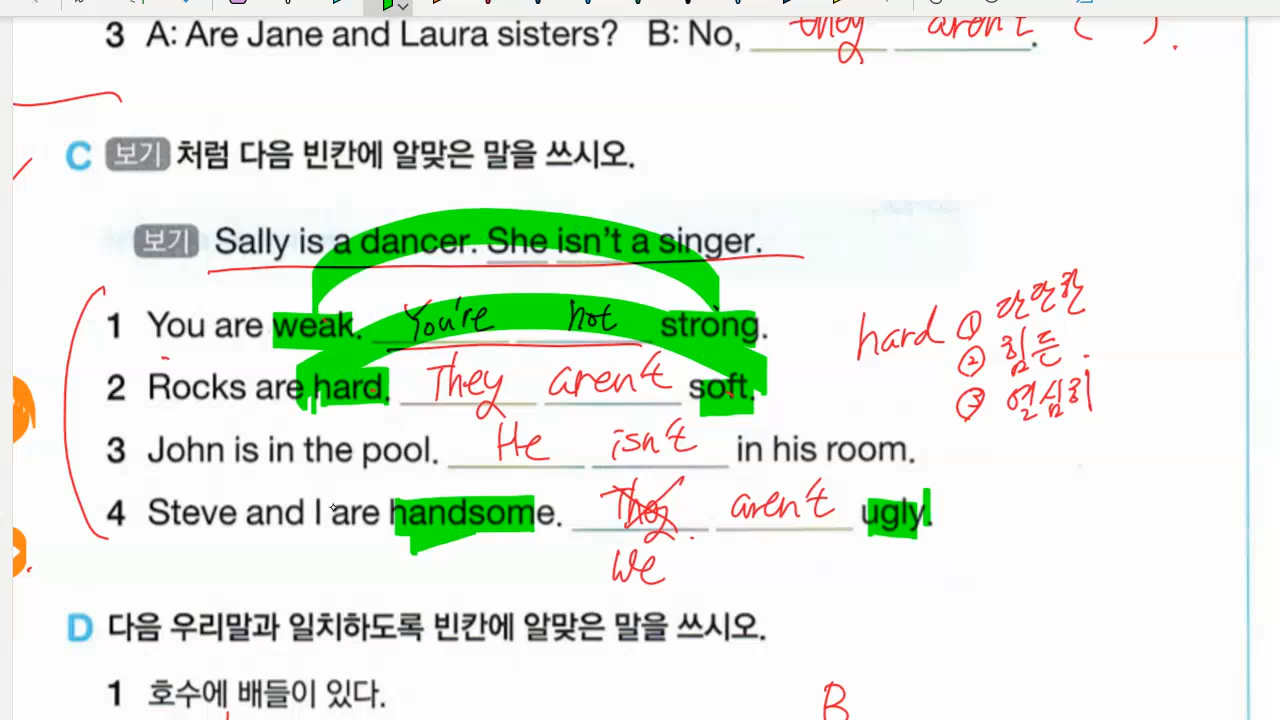 3 A: Are Jane and Laura sisters? B: No, they aren't. ( ).
C 보기 처럼 다음 빈칸에 알맞은 말을 쓰시오.
보기 Sally is a dancer. She isn't a singer.
1 You are weak. You're not strong.
2 Rocks are hard. They aren't soft.
3 John is in the pool. He isn't in his room.
4 Steve and I are handsome. They aren't ugly.
We
hard ① 단단한
② 힘든.
③ 열심히
D 다음 우리말과 일치하도록 빈칸에 알맞은 말을 쓰시오.
1 호수에 배들이 있다.
B